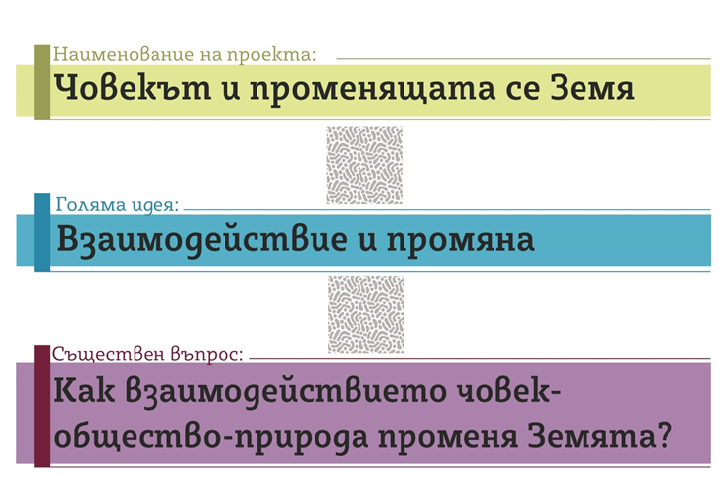 Наименование на проекта:
Човекът и променящата се Земя
Голяма идея:
Взаимодействие и промяна
Съществен въпрос:
Как взаимодействието човек-
общество-природа променя Земята?